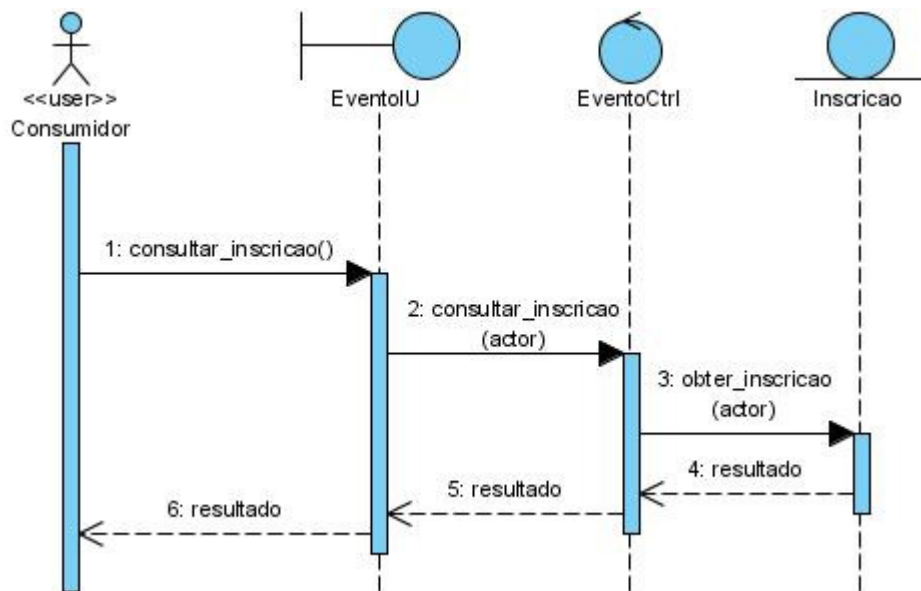 <<user>>
Consumidor
EventoIU
EventoCtrl
Inscricao
1: consultar_inscricao()
2: consultar_inscricao
(actor)
3: obter_inscricao
(actor)
4: resultado
5: resultado
6: resultado